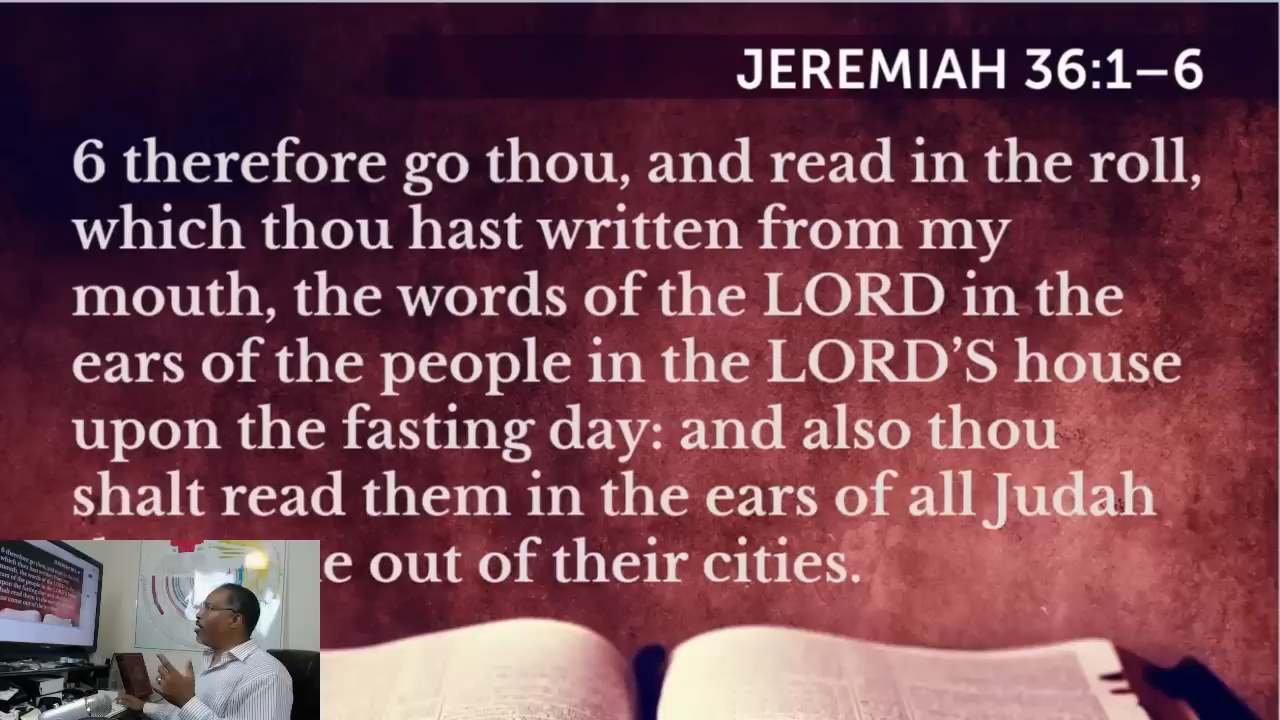 JEREMIAH 36:1–6
6 therefore go thou, and read in the roll,
which thou hast written from my
mouth, the words of the LORD in the
ears of the people in the LORD’S house
upon the fasting day: and also thou
shalt read them in the ears of all Judah
out of their cities.